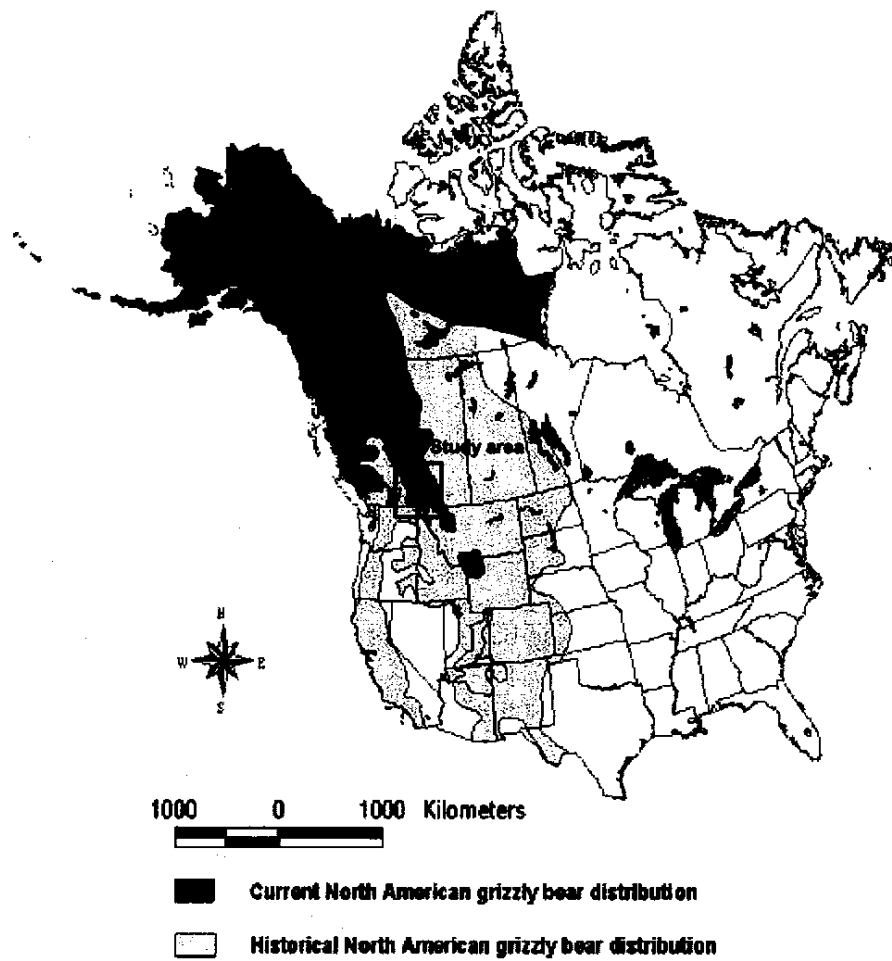 Study area
N
W E
S
1000 0 1000 Kilometers
Current North American grizzly bear distribution
Historical North American grizzly bear distribution